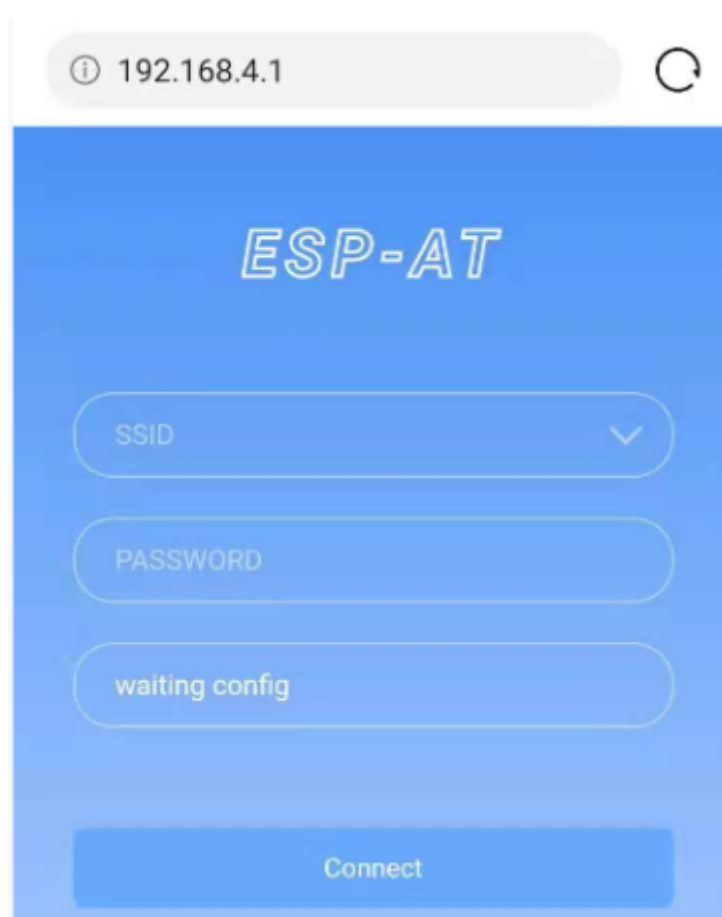 192.168.4.1
ESP-AT
SSID
PASSWORD
waiting config
Connect